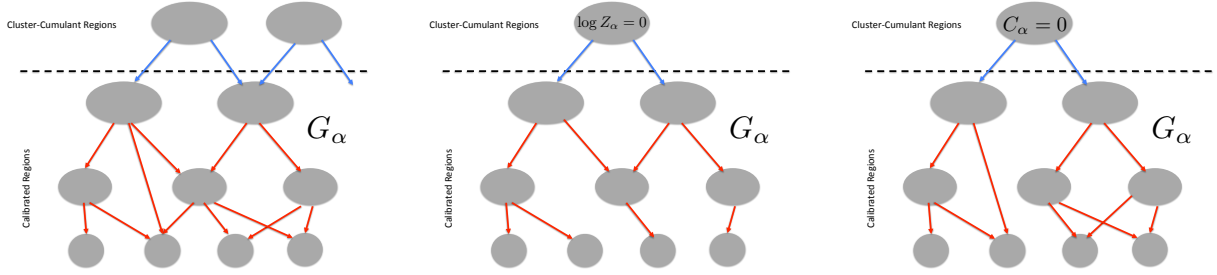 Cluster-Cumulant Regions
G_α
Calibrated Regions
Cluster-Cumulant Regions
log Z_α = 0
G_α
Calibrated Regions
Cluster-Cumulant Regions
C_α = 0
G_α
Calibrated Regions